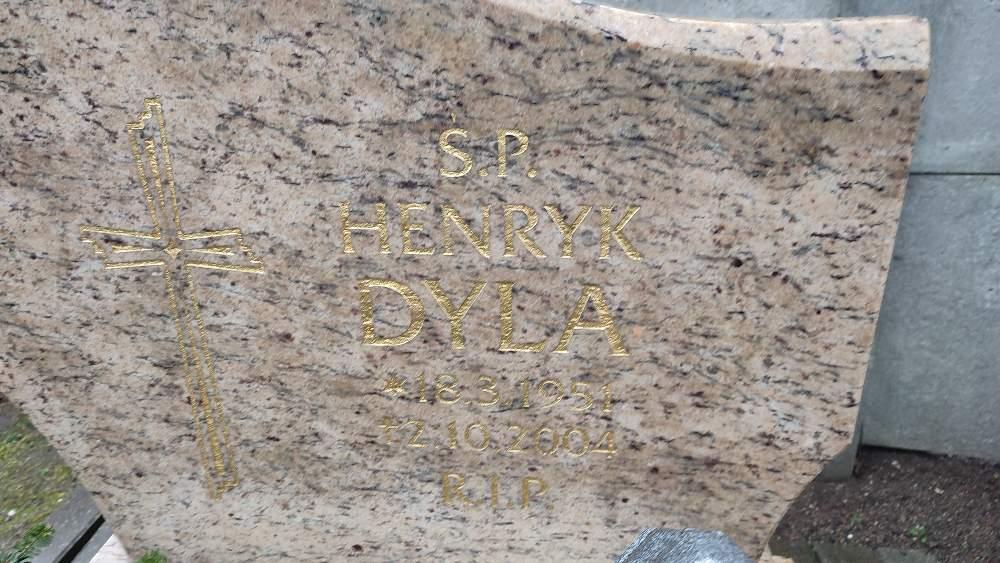 Ś.P.
HENRYK
DYLA
*18.3.1951
†2.10.2004
R.I.P.